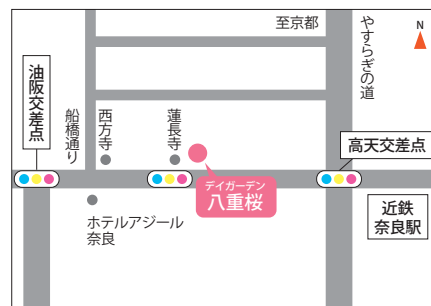 至京都
やすらぎの道
N
油阪交差点
船橋通り
西方寺
蓮長寺
高天交差点
デイガーデン
八重桜
近鉄
奈良駅
ホテルアジール
奈良